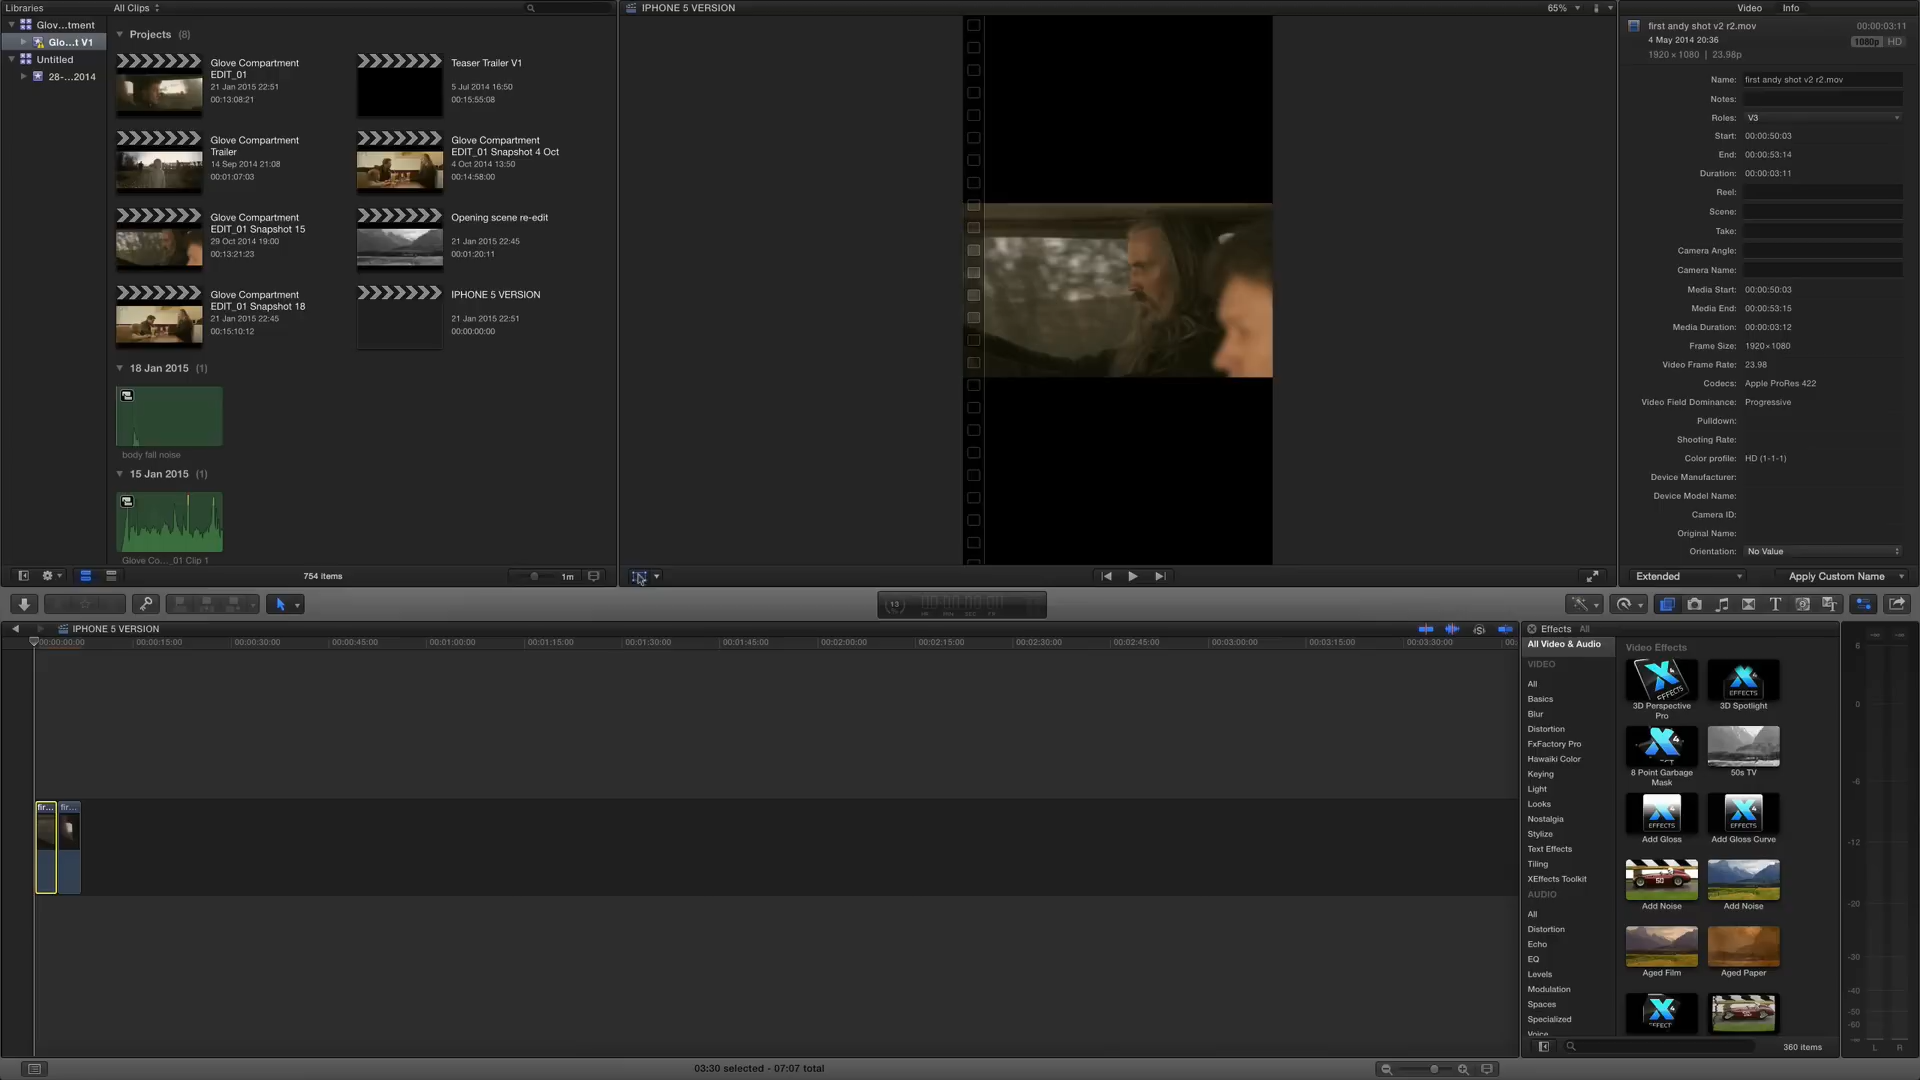 Libraries
All Clips
IPHONE 5 VERSION
65%
Video
Info
Glov...tment
Glo...t V1
Untitled
28-...2014
Projects (8)
Glove Compartment
EDIT_01
21 Jan 2015 22:51
00:13:08:21
Teaser Trailer V1
5 Jul 2014 16:50
00:15:55:08
Glove Compartment
Trailer
14 Sep 2014 21:08
00:01:07:03
Glove Compartment
EDIT_01 Snapshot 4 Oct
4 Oct 2014 13:50
00:14:58:00
Glove Compartment
EDIT_01 Snapshot 15
29 Oct 2014 19:00
00:13:21:23
Opening scene re-edit
21 Jan 2015 22:45
00:01:20:11
Glove Compartment
EDIT_01 Snapshot 18
21 Jan 2015 22:45
00:15:10:12
IPHONE 5 VERSION
21 Jan 2015 22:51
00:00:00:00
18 Jan 2015 (1)
body fall noise
15 Jan 2015 (1)
Glove Co..._01 Clip 1
754 items
1m
first andy shot v2 r2.mov
00:00:03:11
4 May 2014 20:36
1080p HD
1920 × 1080 | 23.98p
Name: first andy shot v2 r2.mov
Notes:
Roles: V3
Start: 00:00:50:03
End: 00:00:53:14
Duration: 00:00:03:11
Reel:
Scene:
Take:
Camera Angle:
Camera Name:
Media Start: 00:00:50:03
Media End: 00:00:53:15
Media Duration: 00:00:03:12
Frame Size: 1920×1080
Video Frame Rate: 23.98
Codecs: Apple ProRes 422
Video Field Dominance: Progressive
Pulldown:
Shooting Rate:
Color profile: HD (1-1-1)
Device Manufacturer:
Device Model Name:
Camera ID:
Original Name:
Orientation: No Value
Extended
Apply Custom Name
13
IPHONE 5 VERSION
00:00:00:00
00:00:15:00
00:00:30:00
00:00:45:00
00:01:00:00
00:01:15:00
00:01:30:00
00:01:45:00
00:02:00:00
00:02:15:00
00:02:30:00
00:02:45:00
00:03:00:00
00:03:15:00
00:03:30:00
fir...
fir...
Effects All
All Video & Audio
VIDEO
All
Basics
Blur
Distortion
FxFactory Pro
Hawaiki Color
Keying
Light
Looks
Nostalgia
Stylize
Text Effects
Tiling
XEffects Toolkit
AUDIO
All
Distortion
Echo
EQ
Levels
Modulation
Spaces
Specialized
Voice
Video Effects
3D Perspective
Pro
3D Spotlight
8 Point Garbage
Mask
50s TV
Add Gloss
Add Gloss Curve
Add Noise
Add Noise
Aged Film
Aged Paper
360 items
6
0
-6
-12
-20
-30
-40
-50
-60
L R
03:30 selected - 07:07 total